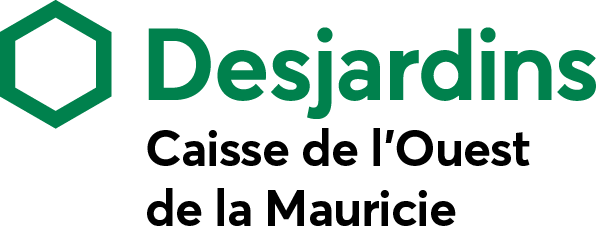 Desjardins
Caisse de l'Ouest
de la Mauricie